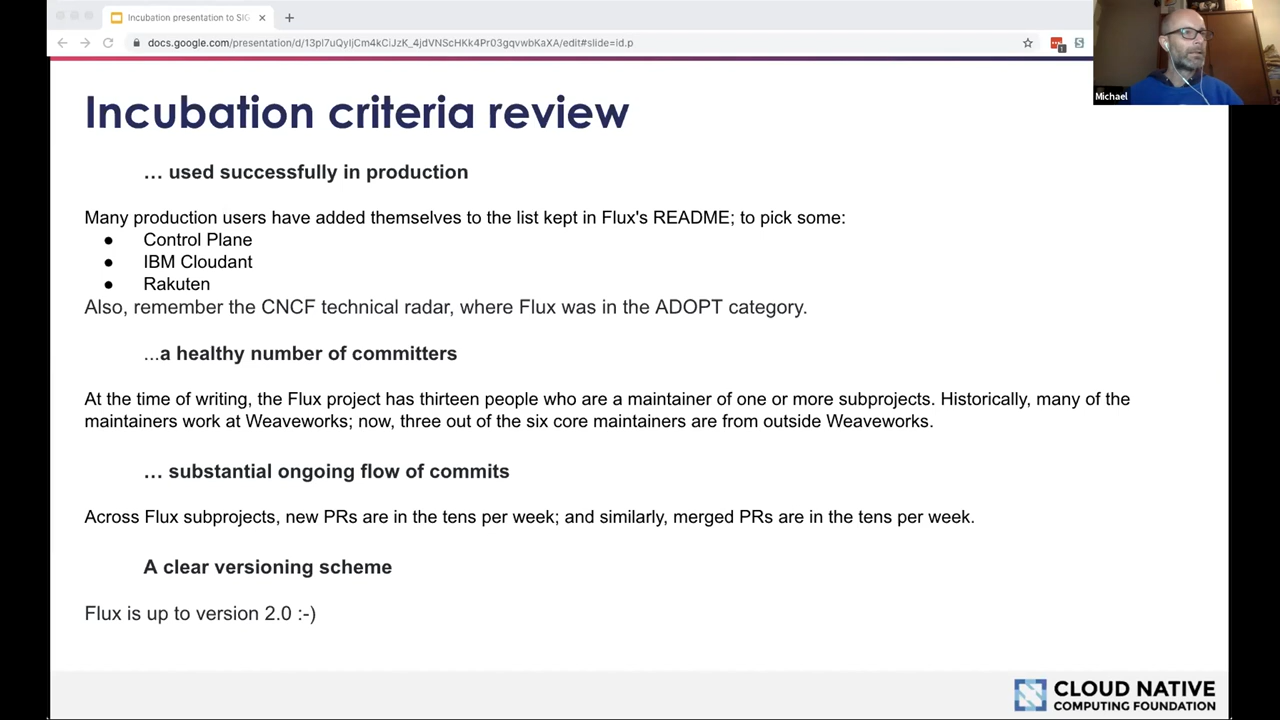 Incubation presentation to SIG
docs.google.com/presentation/d/13pl7uQyIjCm4kCiJzK_4jdVNScHKk4Pr03gqvwbKaXA/edit#slide=id.p
Michael
Incubation criteria review
… used successfully in production
Many production users have added themselves to the list kept in Flux's README; to pick some:
● Control Plane
● IBM Cloudant
● Rakuten
Also, remember the CNCF technical radar, where Flux was in the ADOPT category.
...a healthy number of committers
At the time of writing, the Flux project has thirteen people who are a maintainer of one or more subprojects. Historically, many of the
maintainers work at Weaveworks; now, three out of the six core maintainers are from outside Weaveworks.
… substantial ongoing flow of commits
Across Flux subprojects, new PRs are in the tens per week; and similarly, merged PRs are in the tens per week.
A clear versioning scheme
Flux is up to version 2.0 :-)
CLOUD NATIVE
COMPUTING FOUNDATION